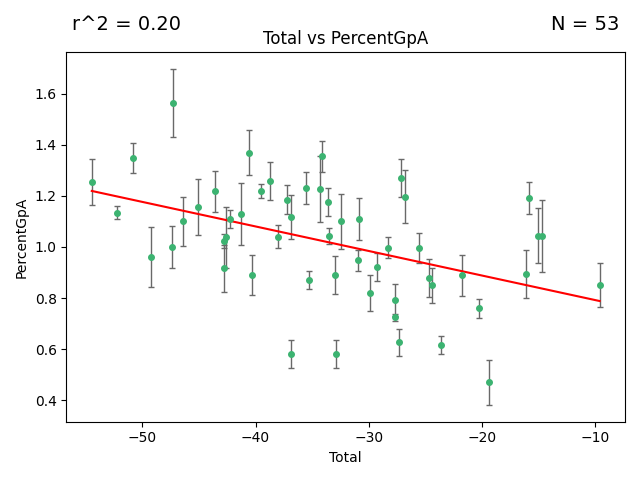 r^2 = 0.20
N = 53
Total vs PercentGpA
PercentGpA
1.6
1.4
1.2
1.0
0.8
0.6
0.4
−50
−40
−30
−20
−10
Total